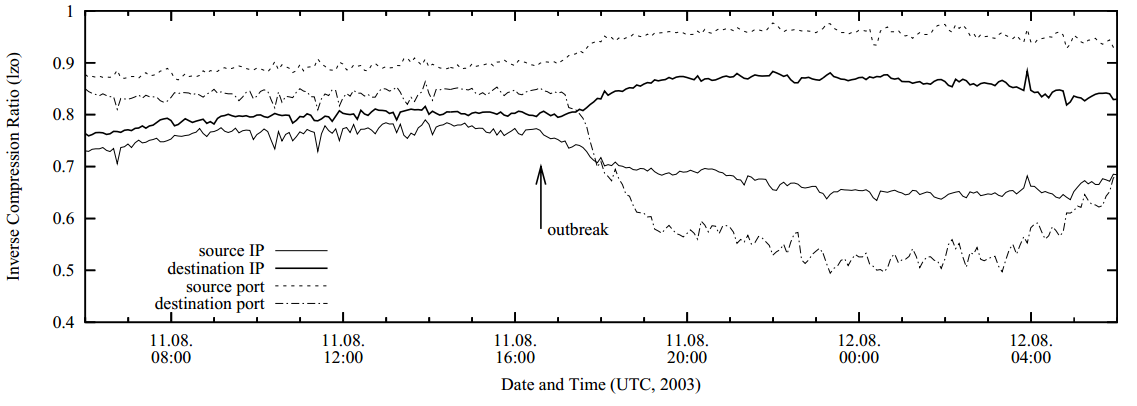 Inverse Compression Ratio (lzo)
1
0.9
0.8
0.7
0.6
0.5
0.4
outbreak
source IP
destination IP
source port
destination port
11.08.
08:00
11.08.
12:00
11.08.
16:00
11.08.
20:00
12.08.
00:00
12.08.
04:00
Date and Time (UTC, 2003)